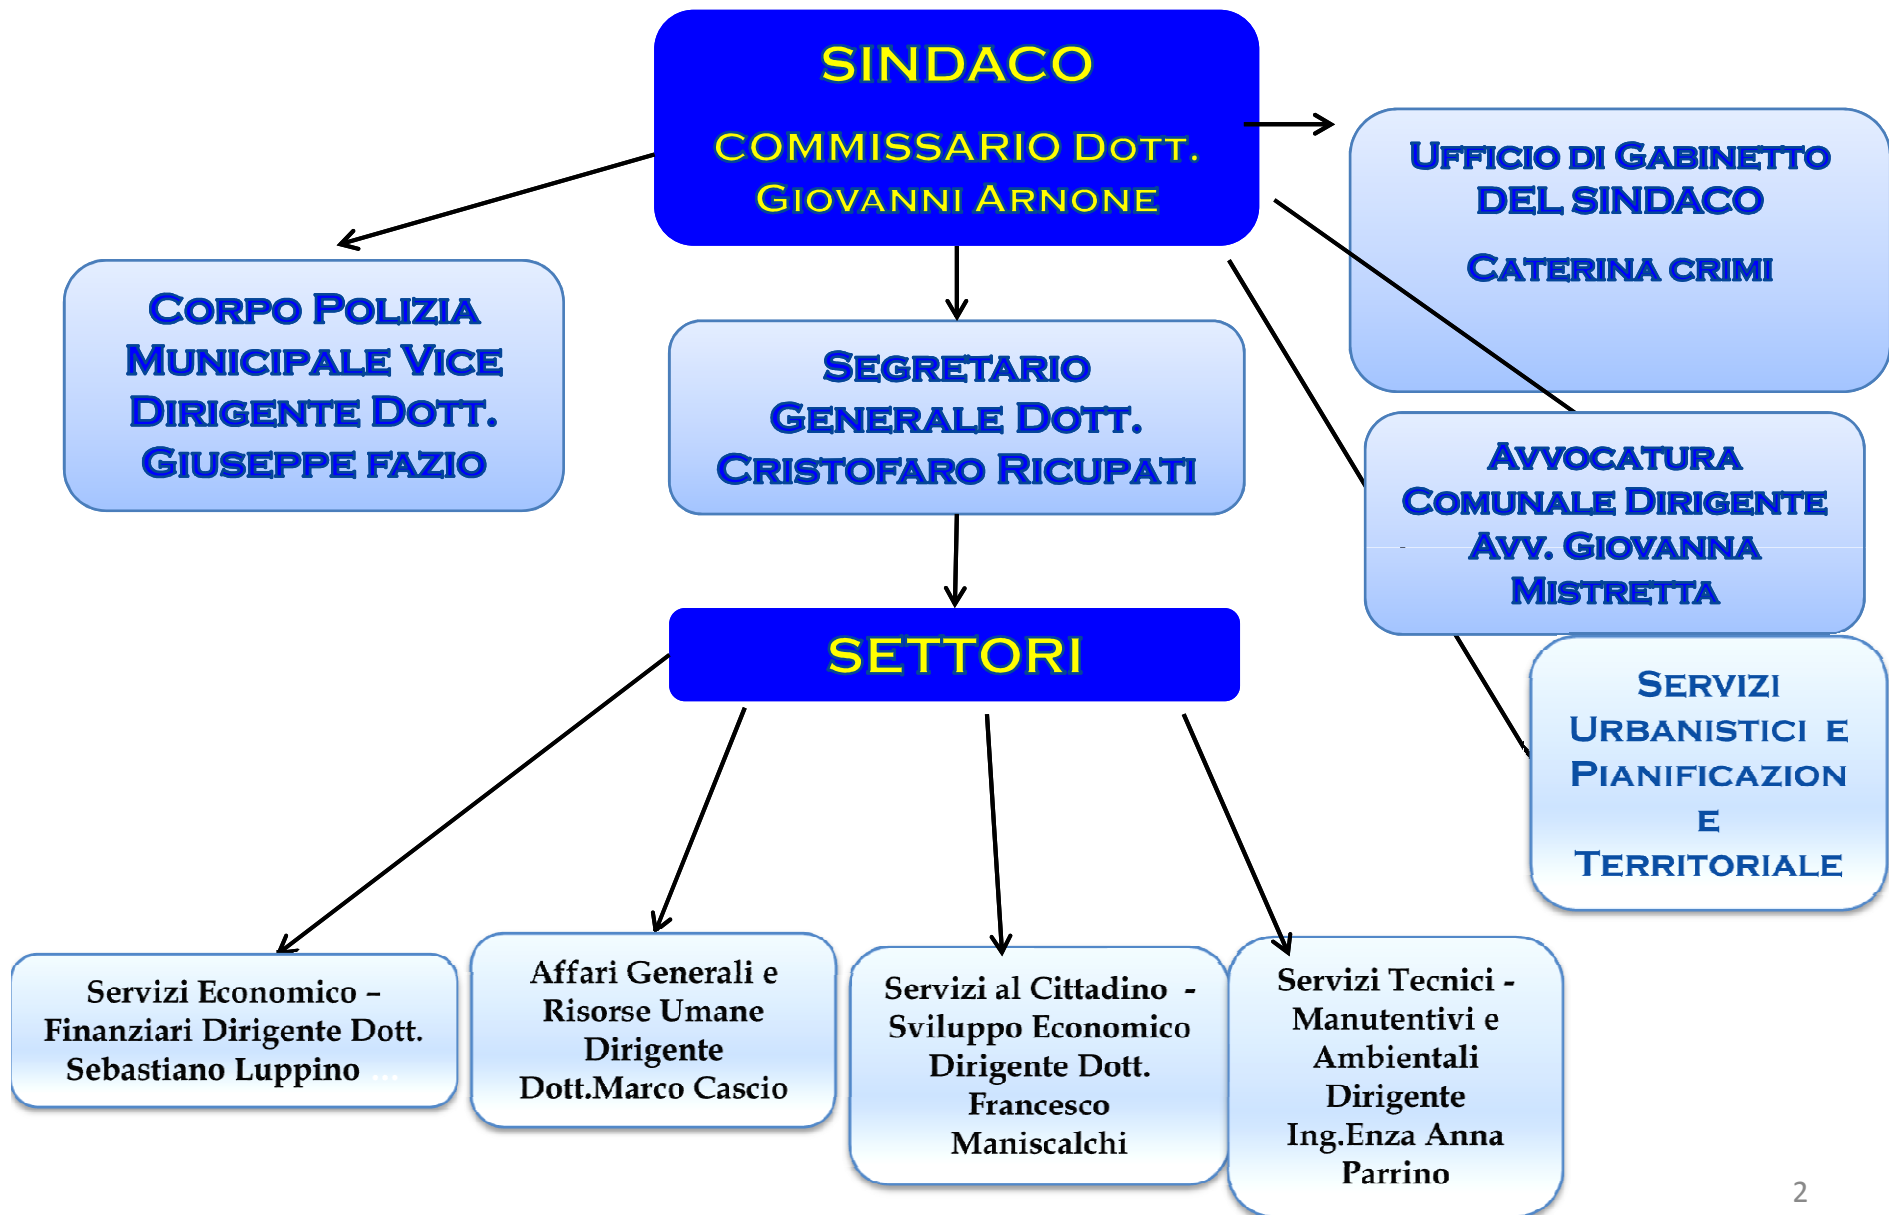 SINDACO
COMMISSARIO Dott.
Giovanni Arnone
Ufficio di Gabinetto
DEL SINDACO
Caterina crimi
Corpo Polizia
Municipale Vice
Dirigente Dott.
Giuseppe fazio
Segretario
Generale Dott.
Cristofaro Ricupati
Avvocatura
Comunale Dirigente
Avv. Giovanna
Mistretta
SETTORI
Servizi
Urbanistici e
Pianificazion
e
Territoriale
Servizi Economico –
Finanziari Dirigente Dott.
Sebastiano Luppino ...
Affari Generali e
Risorse Umane
Dirigente
Dott.Marco Cascio
Servizi al Cittadino -
Sviluppo Economico
Dirigente Dott.
Francesco
Maniscalchi
Servizi Tecnici -
Manutentivi e
Ambientali
Dirigente
Ing.Enza Anna
Parrino
2